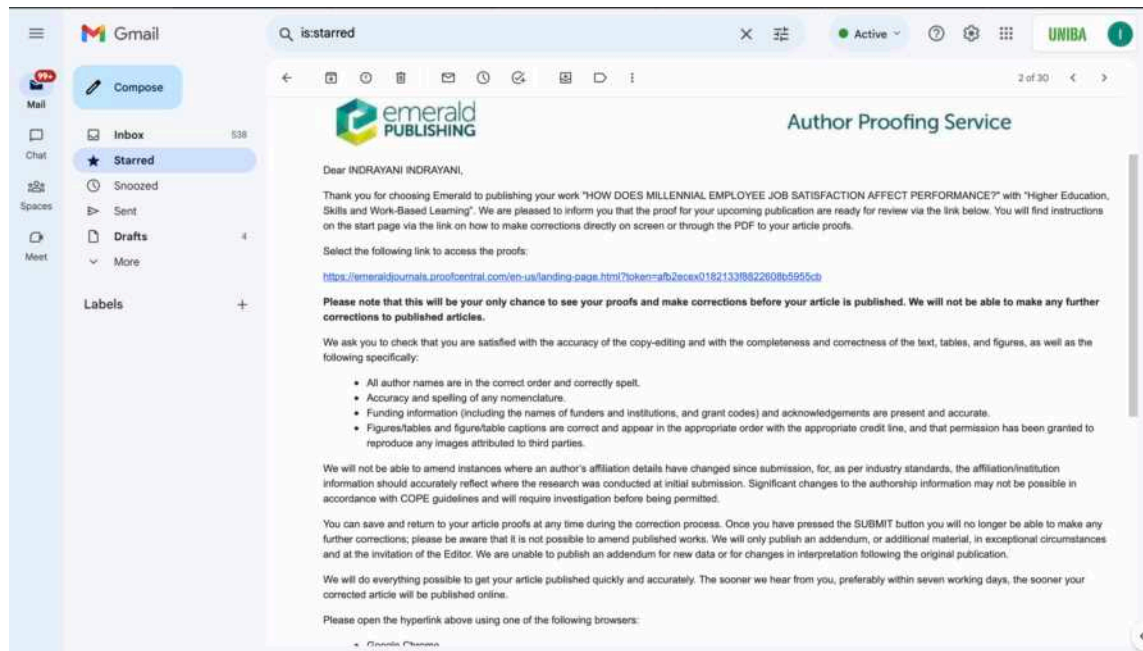 Gmail
is:starred
Active
UNIBA
I
99+
Mail
Compose
2 of 30
Chat
Inbox 538
Starred
Spaces
Snoozed
Sent
Meet
Drafts 4
More
Labels +
emerald
PUBLISHING
Author Proofing Service
Dear INDRAYANI INDRAYANI,
Thank you for choosing Emerald to publishing your work "HOW DOES MILLENNIAL EMPLOYEE JOB SATISFACTION AFFECT PERFORMANCE?" with "Higher Education,
Skills and Work-Based Learning". We are pleased to inform you that the proof for your upcoming publication are ready for review via the link below. You will find instructions
on the start page via the link on how to make corrections directly on screen or through the PDF to your article proofs.
Select the following link to access the proofs:
https://emeraldjournals.proofcentral.com/en-us/landing-page.html?token=afb2ecex0182133f8822608b5955cb
Please note that this will be your only chance to see your proofs and make corrections before your article is published. We will not be able to make any further
corrections to published articles.
We ask you to check that you are satisfied with the accuracy of the copy-editing and with the completeness and correctness of the text, tables, and figures, as well as the
following specifically:
• All author names are in the correct order and correctly spelt.
• Accuracy and spelling of any nomenclature.
• Funding information (including the names of funders and institutions, and grant codes) and acknowledgements are present and accurate.
• Figures/tables and figure/table captions are correct and appear in the appropriate order with the appropriate credit line, and that permission has been granted to
reproduce any images attributed to third parties.
We will not be able to amend instances where an author's affiliation details have changed since submission, for, as per industry standards, the affiliation/institution
information should accurately reflect where the research was conducted at initial submission. Significant changes to the authorship information may not be possible in
accordance with COPE guidelines and will require investigation before being permitted.
You can save and return to your article proofs at any time during the correction process. Once you have pressed the SUBMIT button you will no longer be able to make any
further corrections; please be aware that it is not possible to amend published works. We will only publish an addendum, or additional material, in exceptional circumstances
and at the invitation of the Editor. We are unable to publish an addendum for new data or for changes in interpretation following the original publication.
We will do everything possible to get your article published quickly and accurately. The sooner we hear from you, preferably within seven working days, the sooner your
corrected article will be published online.
Please open the hyperlink above using one of the following browsers:
• Google Chrome